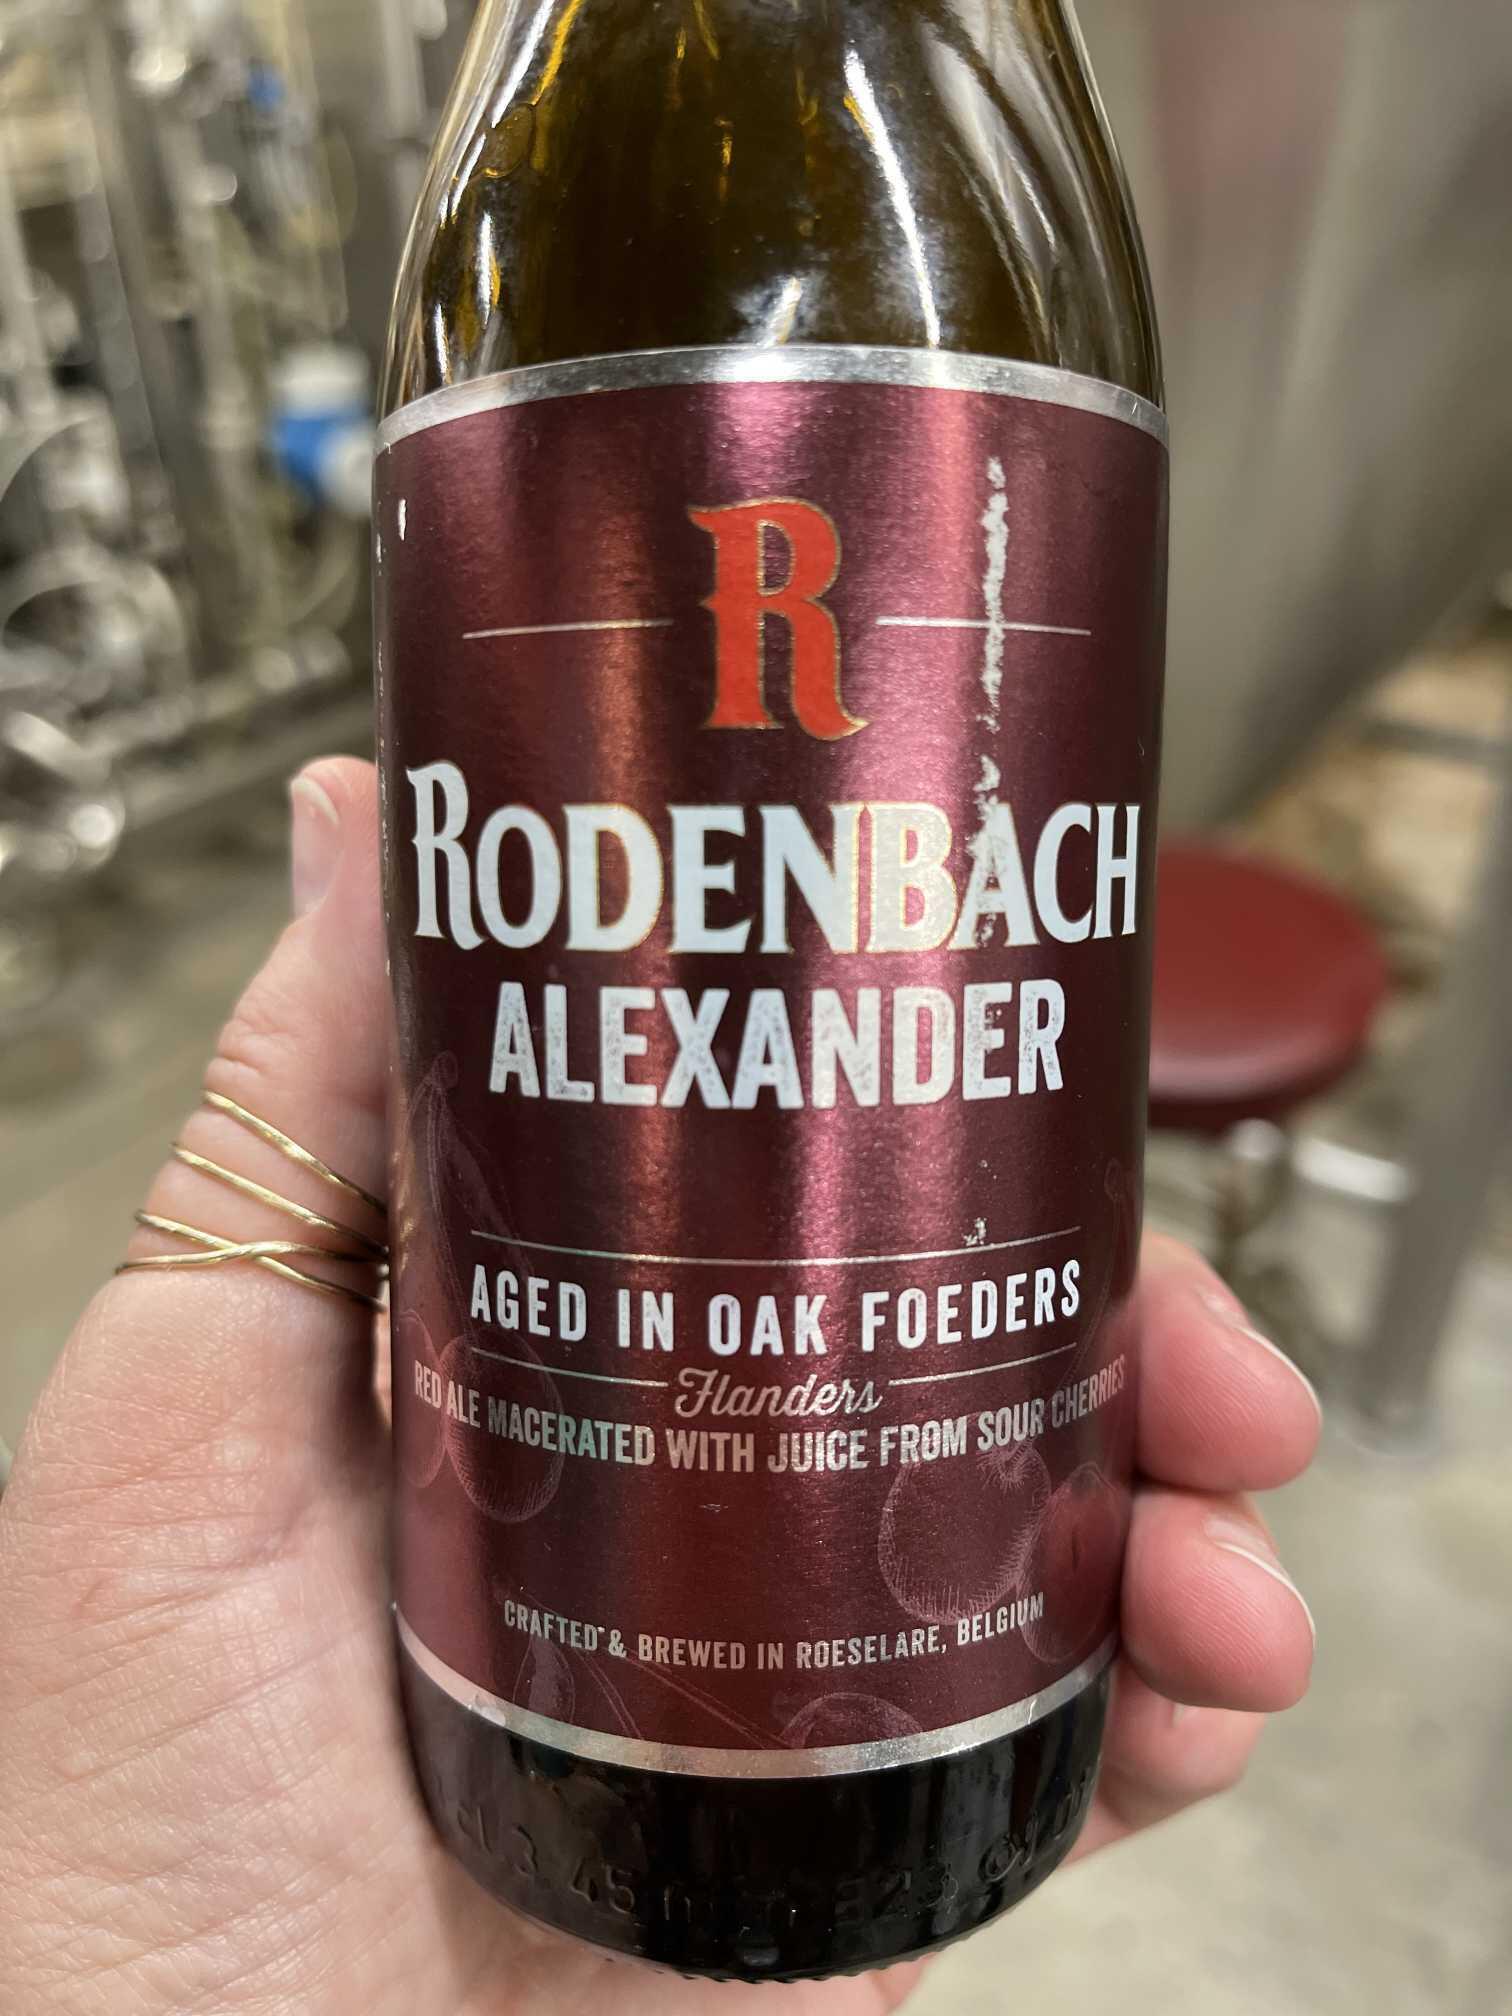 R
RODENBACH
ALEXANDER
AGED IN OAK FOEDERS
Flanders
RED ALE MACERATED WITH JUICE FROM SOUR CHERRIES
CRAFTED & BREWED IN ROESELARE, BELGIUM